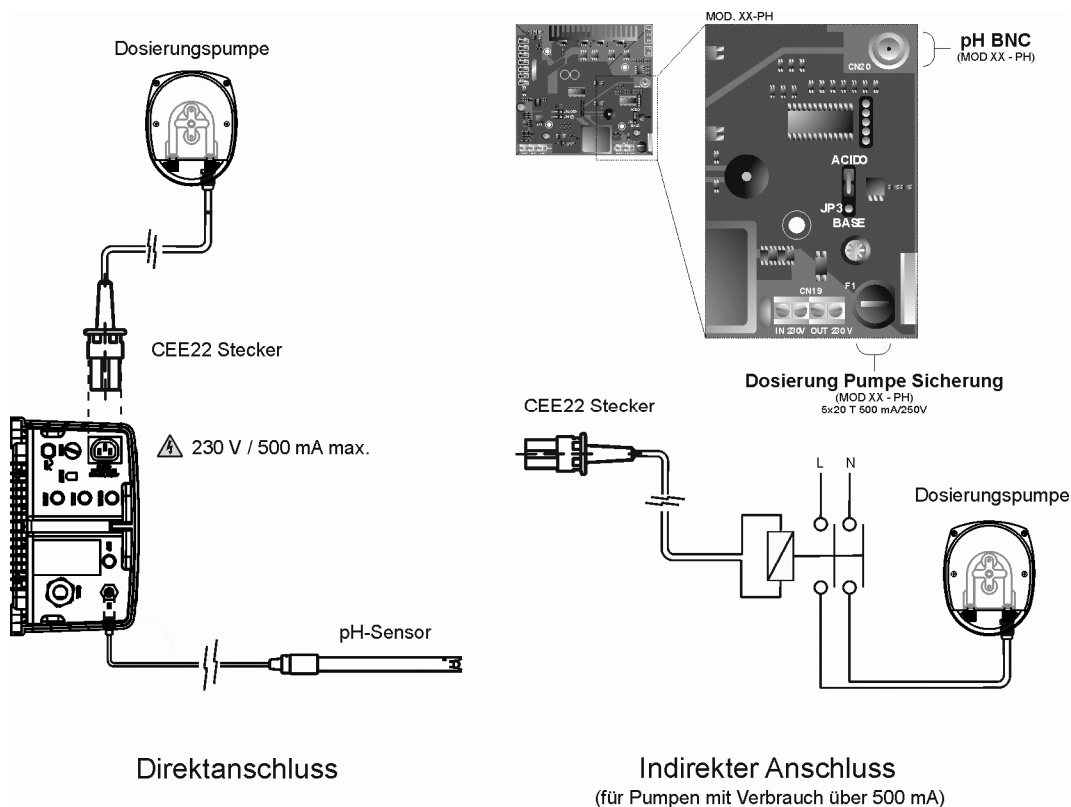 Dosierungspumpe
CEE22 Stecker
230 V / 500 mA max.
pH-Sensor
Direktanschluss
MOD. XX-PH
CN20
pH BNC
(MOD XX - PH)
ACIDO
JP3
BASE
CN19
F1
IN 230V OUT 230 V
Dosierung Pumpe Sicherung
(MOD XX - PH)
5x20 T 500 mA/250V
CEE22 Stecker
L N
Dosierungspumpe
Indirekter Anschluss
(für Pumpen mit Verbrauch über 500 mA)